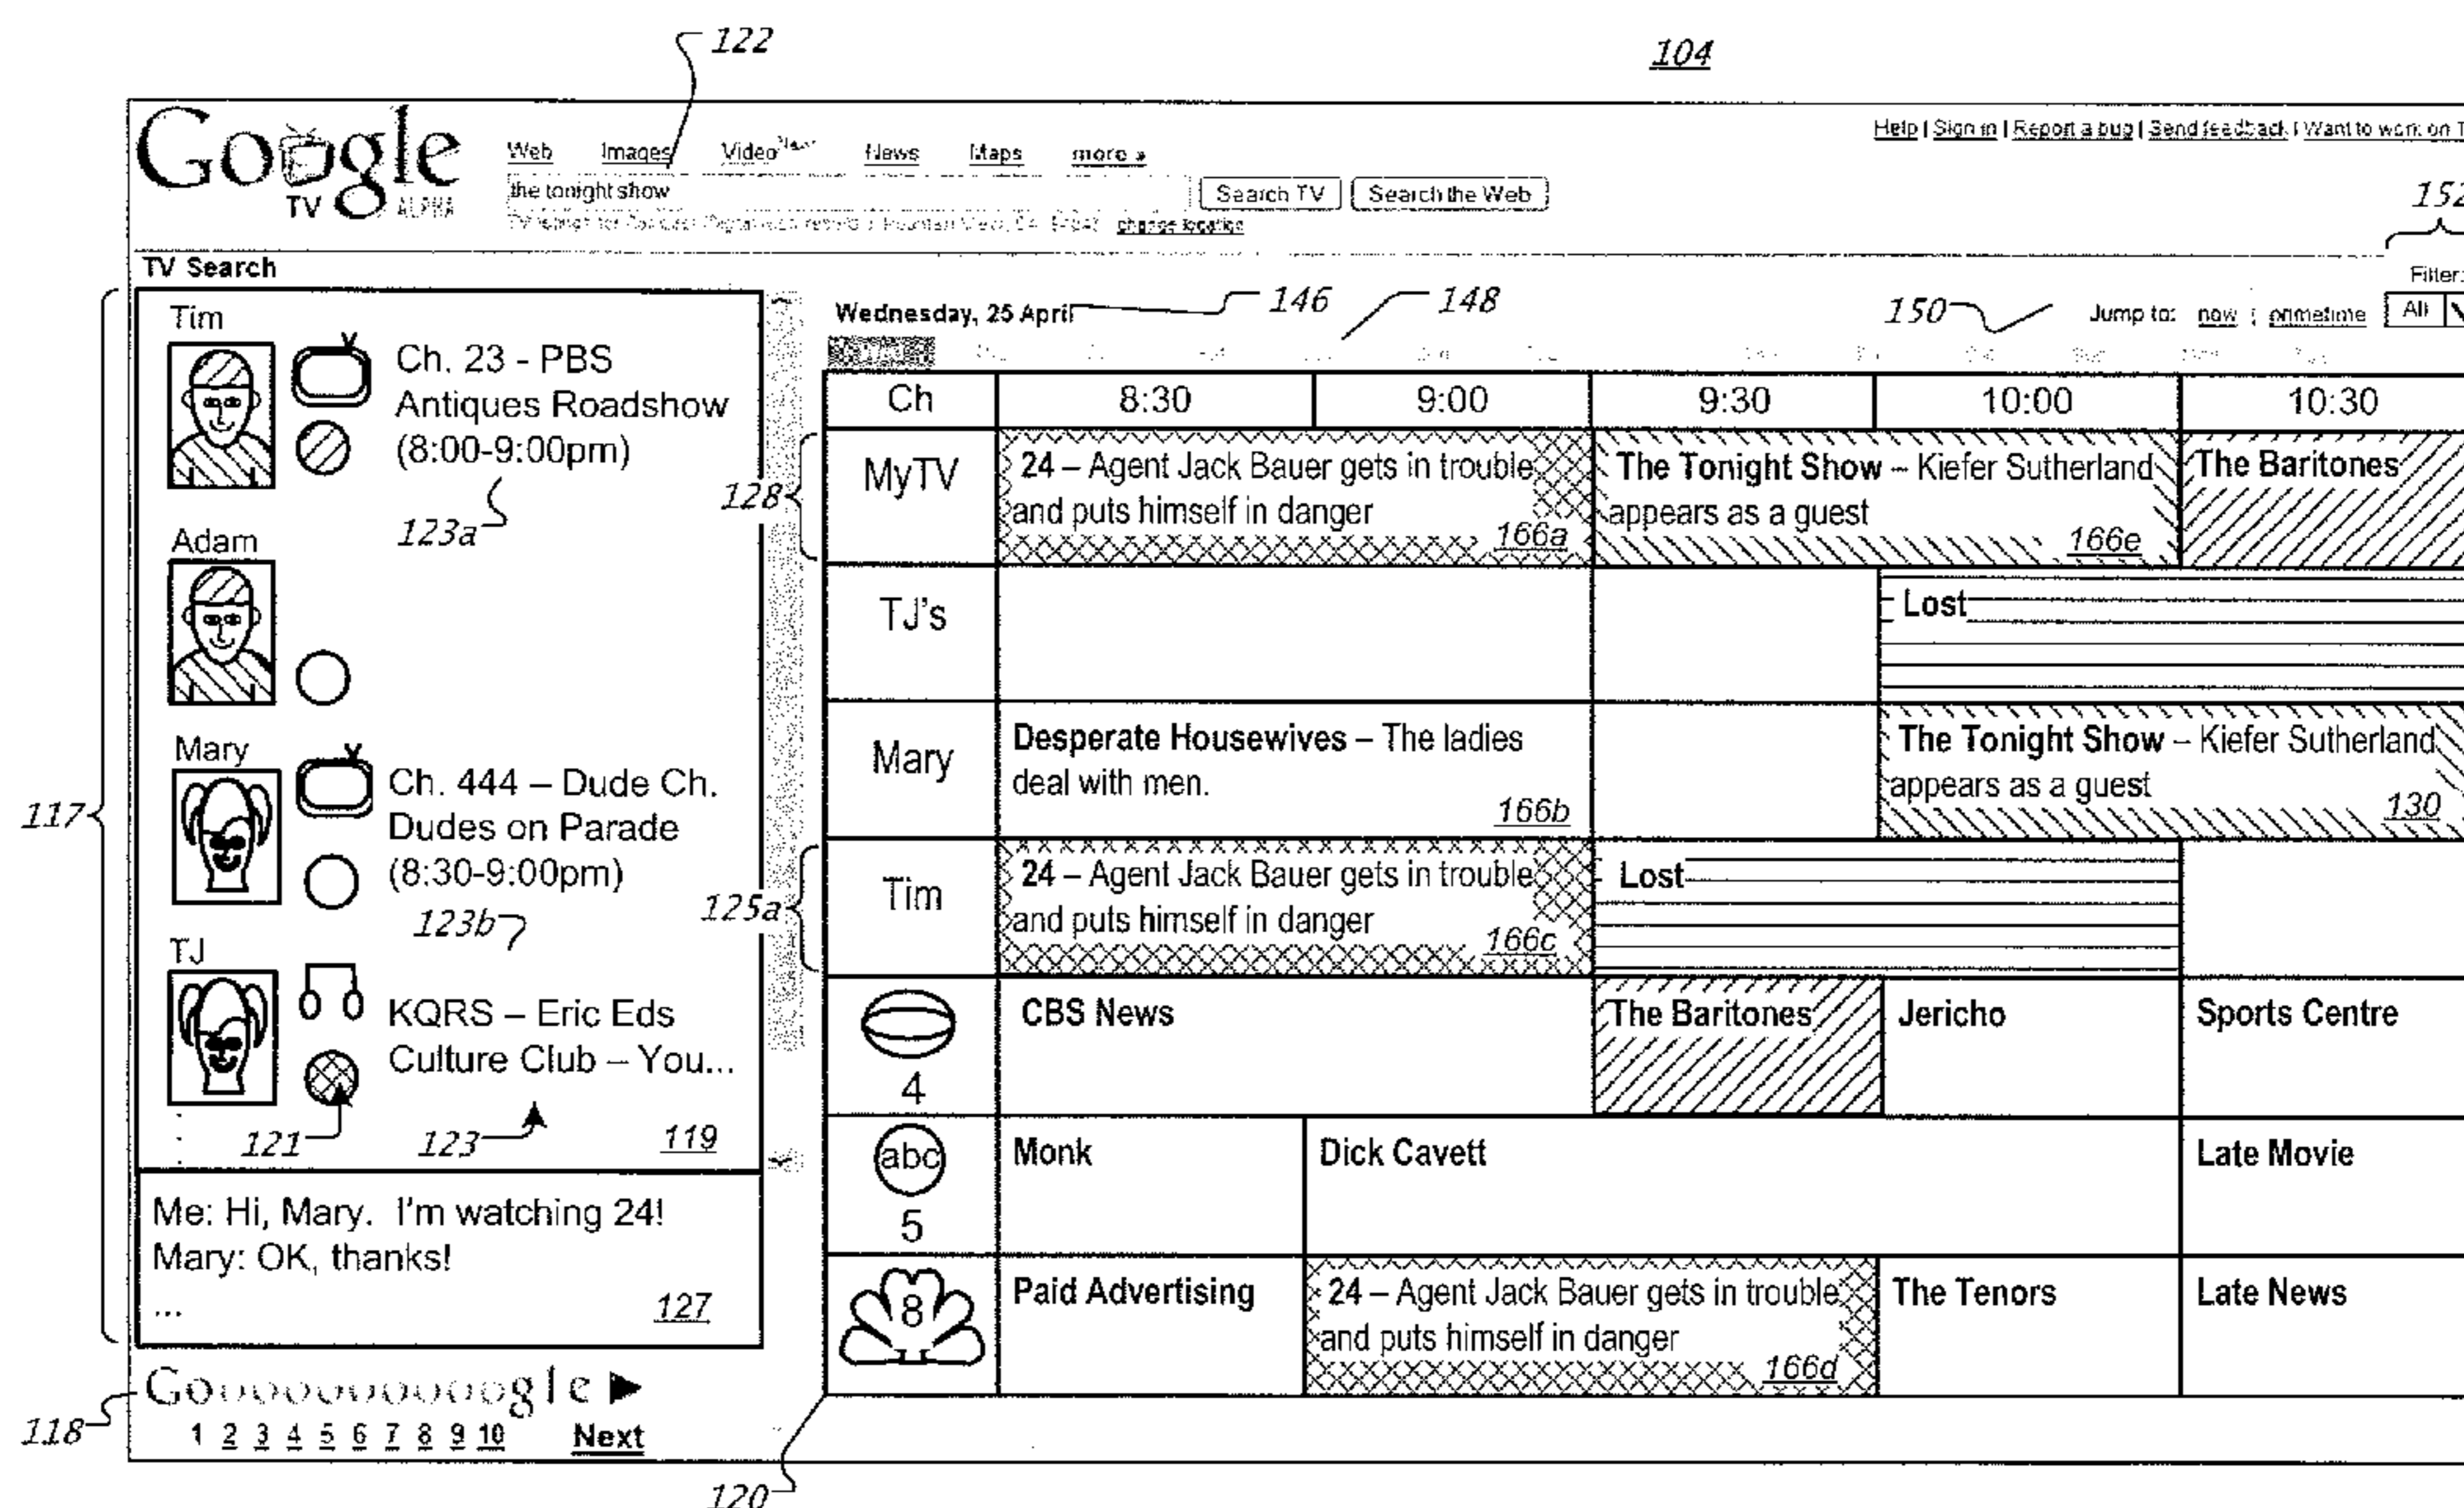 122
104
Google
TV ALPHA
Web Images Video News Maps more »
Help | Sign in | Report a bug | Send feedback | Want to work on
the tonight show
Search TV Search the Web
change location
152
TV Search
Filter:
All
Wednesday, 25 April
146
148
150
Jump to: now | primetime
117
Tim
Ch. 23 - PBS
Antiques Roadshow
(8:00-9:00pm)
123a
Adam
Mary
Ch. 444 – Dude Ch.
Dudes on Parade
(8:30-9:00pm)
123b
TJ
KQRS – Eric Eds
Culture Club – You...
121
123
119
Me: Hi, Mary. I'm watching 24!
Mary: OK, thanks!
...
127
118
1 2 3 4 5 6 7 8 9 10 Next
120
Ch 8:30 9:00 9:30 10:00 10:30
128
MyTV
24 – Agent Jack Bauer gets in trouble
and puts himself in danger
166a
The Tonight Show – Kiefer Sutherland
appears as a guest
166e
The Baritones
TJ's
Lost
Mary
Desperate Housewives – The ladies
deal with men.
166b
The Tonight Show – Kiefer Sutherland
appears as a guest
130
125a
Tim
24 – Agent Jack Bauer gets in trouble
and puts himself in danger
166c
Lost
4
CBS News
The Baritones
Jericho
Sports Centre
abc
5
Monk
Dick Cavett
Late Movie
8
Paid Advertising
24 – Agent Jack Bauer gets in trouble
and puts himself in danger
166d
The Tenors
Late News